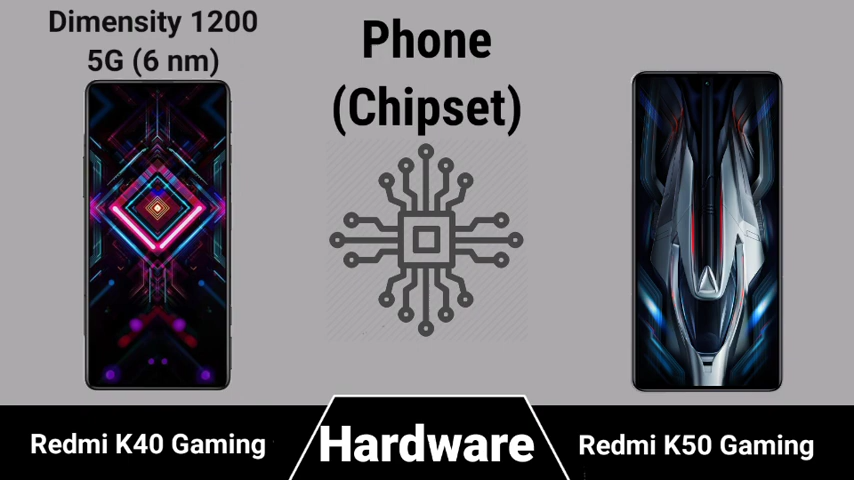 Dimensity 1200
5G (6 nm)
Phone
(Chipset)
Redmi K40 Gaming
Hardware
Redmi K50 Gaming